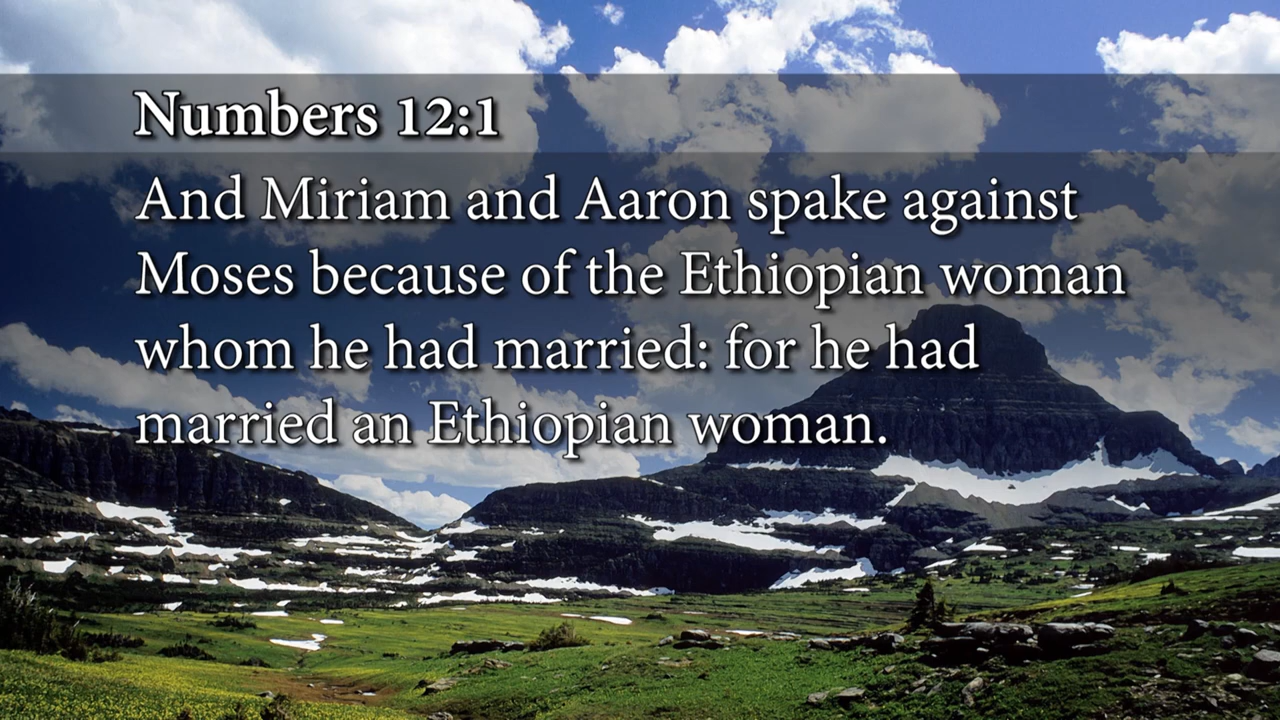 Numbers 12:1
And Miriam and Aaron spake against
Moses because of the Ethiopian woman
whom he had married: for he had
married an Ethiopian woman.